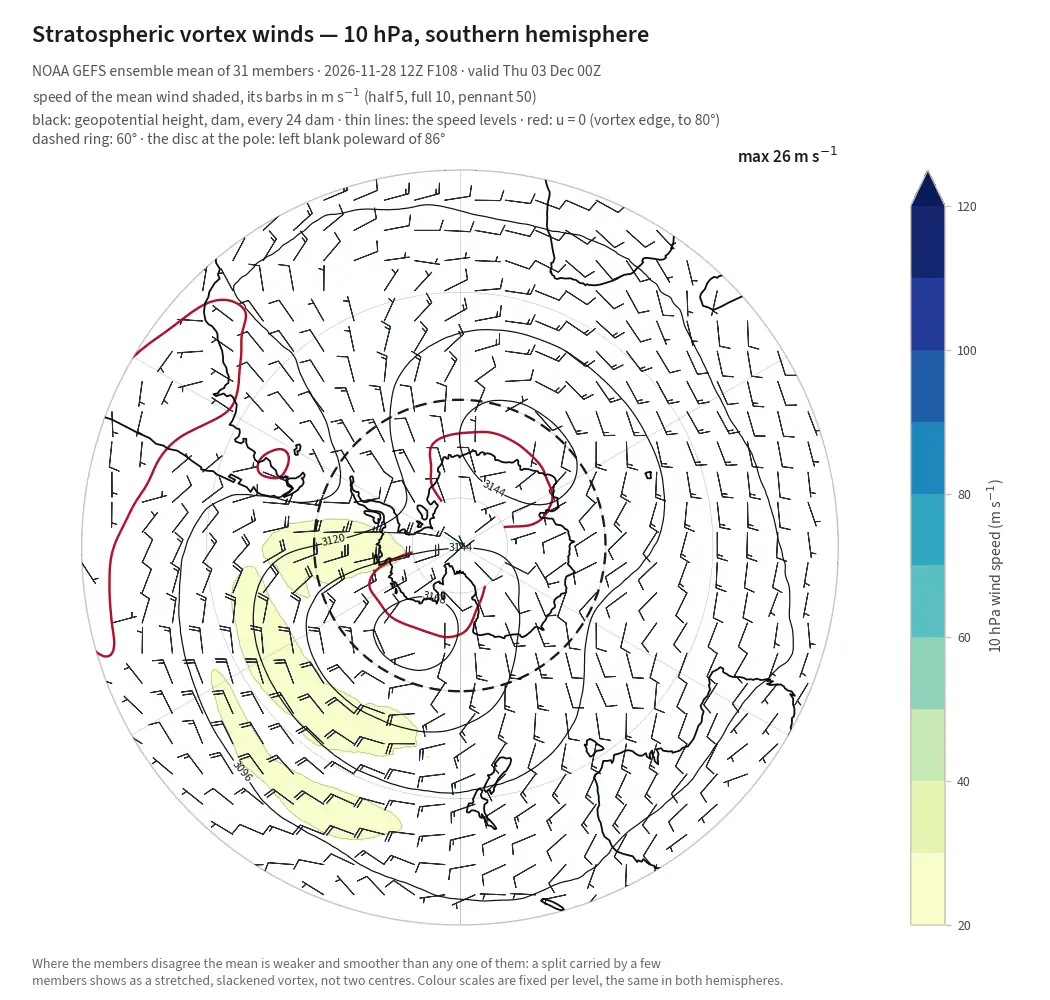 Stratospheric vortex winds — 10 hPa, southern hemisphere
NOAA GEFS ensemble mean of 31 members · 2026-11-28 12Z F108 · valid Thu 03 Dec 00Z
speed of the mean wind shaded, its barbs in m s⁻¹ (half 5, full 10, pennant 50)
black: geopotential height, dam, every 24 dam · thin lines: the speed levels · red: u = 0 (vortex edge, to 80°)
dashed ring: 60° · the disc at the pole: left blank poleward of 86°
max 26 m s⁻¹
120
100
80
60
40
20
10 hPa wind speed (m s⁻¹)
3144
3120
3144
3096
Where the members disagree the mean is weaker and smoother than any one of them: a split carried by a few
members shows as a stretched, slackened vortex, not two centres. Colour scales are fixed per level, the same in both hemispheres.